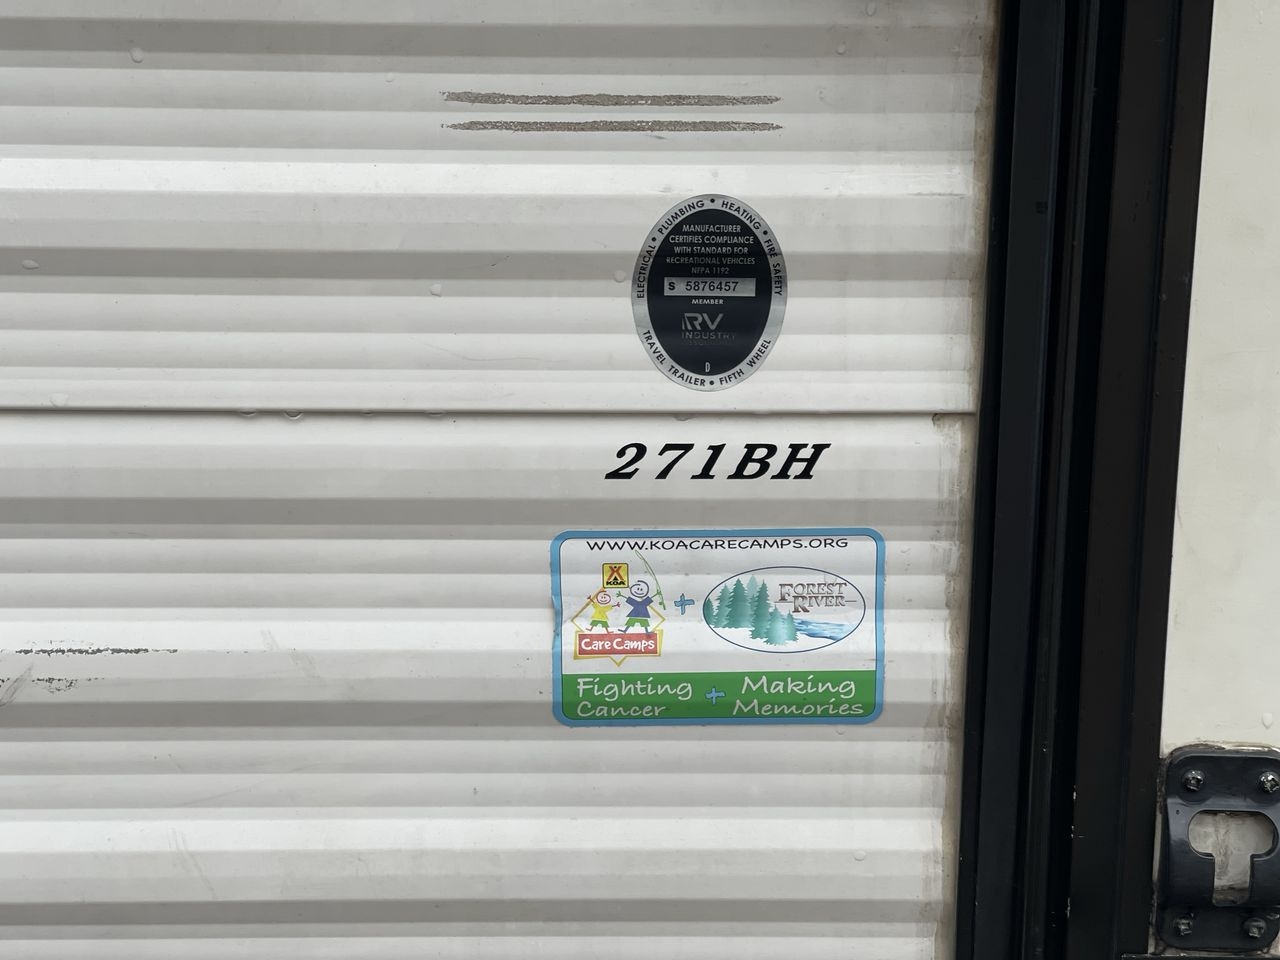 ELECTRICAL • PLUMBING • HEATING • FIRE SAFETY
MANUFACTURER
CERTIFIES COMPLIANCE
WITH STANDARD FOR
RECREATIONAL VEHICLES
NFPA 1192
S 5876457
MEMBER
RV
INDUSTRY
ASSOCIATION
D
TRAVEL TRAILER • FIFTH WHEEL
271BH
WWW.KOACARECAMPS.ORG
KOA
Care Camps
+
FOREST
RIVER
Fighting + Making
Cancer Memories